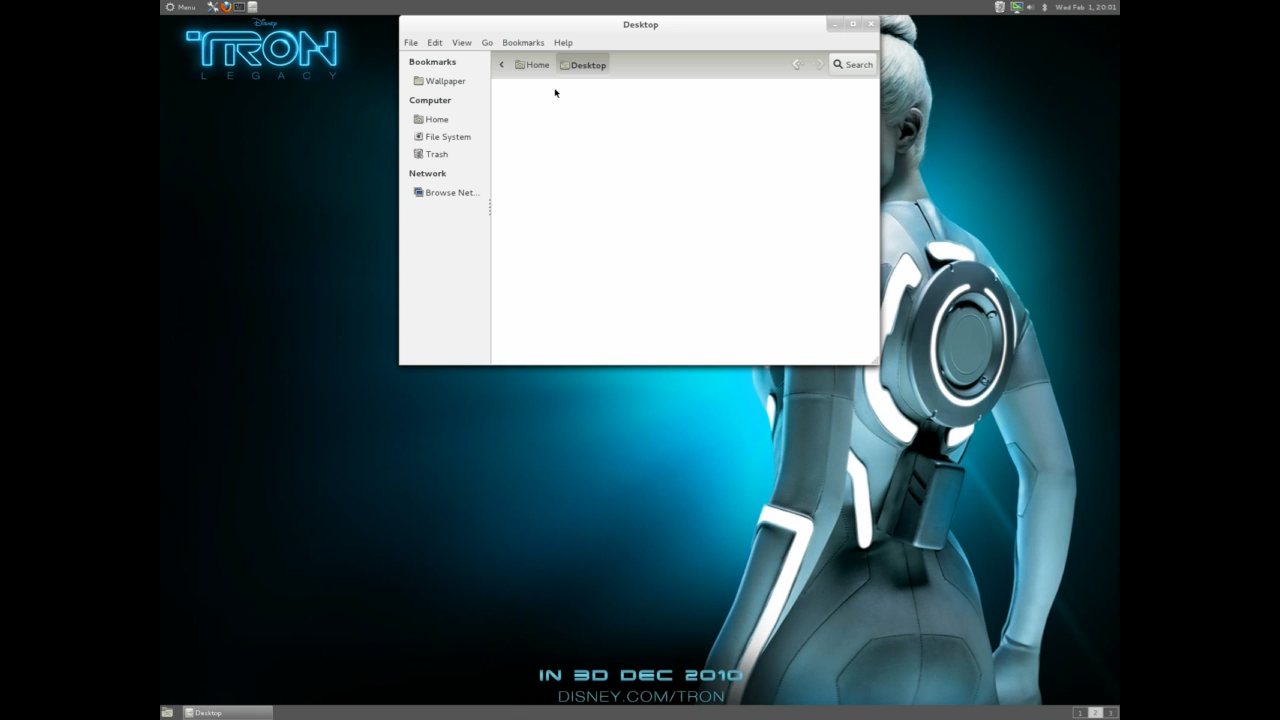 Menu
Wed Feb 1, 20:01
Disney
TRON
LEGACY
Desktop
File Edit View Go Bookmarks Help
Home Desktop Search
Bookmarks
Wallpaper
Computer
Home
File System
Trash
Network
Browse Net...
IN 3D DEC 2010
DISNEY.COM/TRON
Desktop
1 2 3